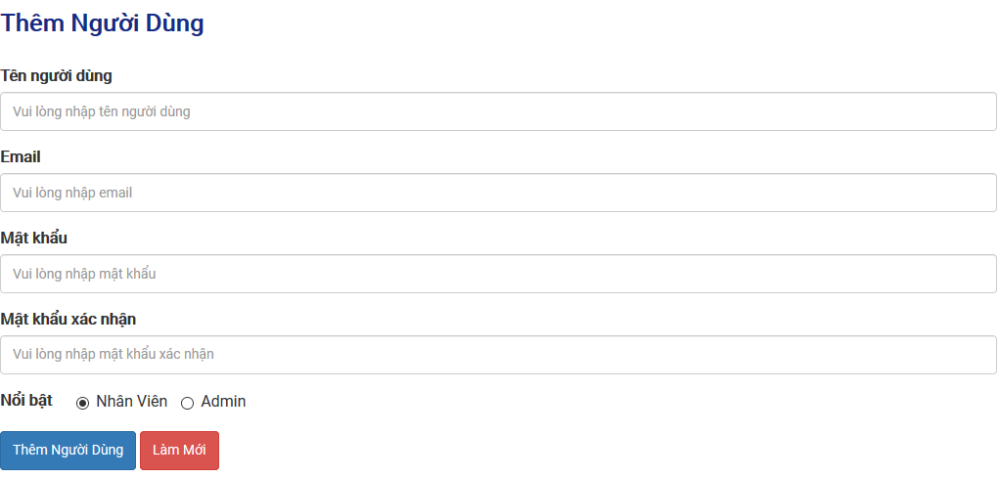 Thêm Người Dùng
Tên người dùng
Vui lòng nhập tên người dùng
Email
Vui lòng nhập email
Mật khẩu
Vui lòng nhập mật khẩu
Mật khẩu xác nhận
Vui lòng nhập mật khẩu xác nhận
Nổi bật Nhân Viên Admin
Thêm Người Dùng Làm Mới